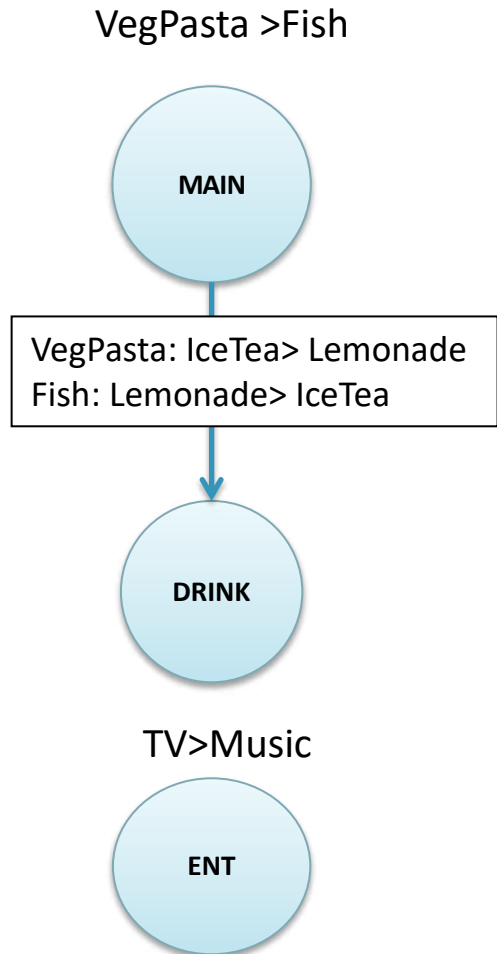 VegPasta >Fish
MAIN
VegPasta: IceTea> Lemonade
Fish: Lemonade> IceTea
DRINK
TV>Music
ENT